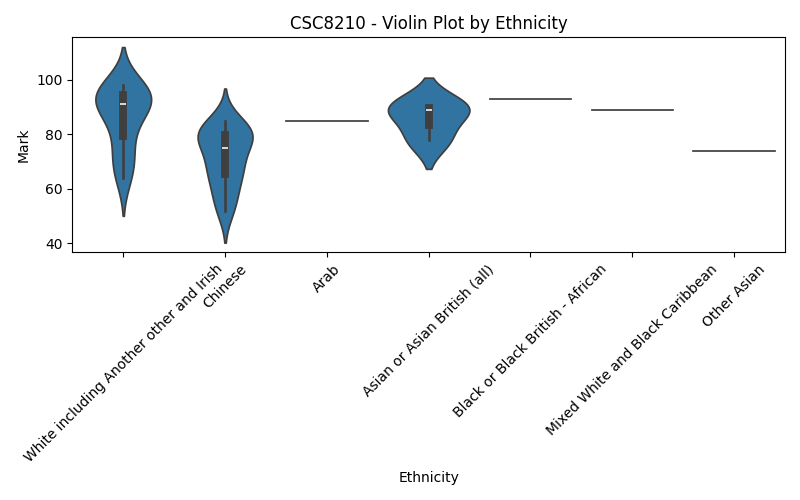 CSC8210 - Violin Plot by Ethnicity
Mark
100
80
60
40
White including Another other and Irish
Chinese
Arab
Asian or Asian British (all)
Black or Black British - African
Mixed White and Black Caribbean
Other Asian
Ethnicity